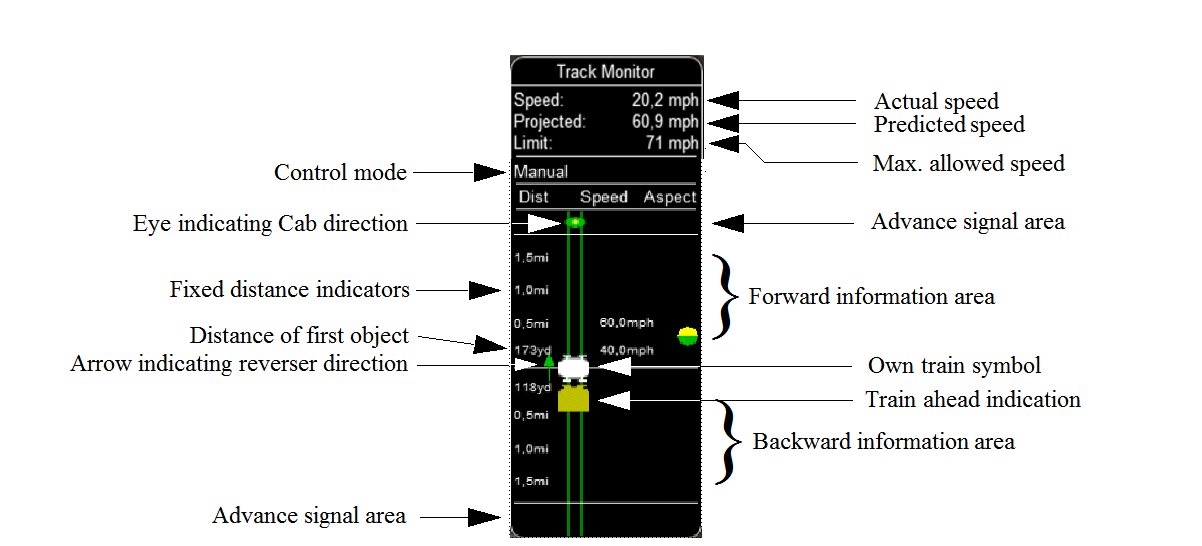 Track Monitor
Speed: 20,2 mph
Actual speed
Projected: 60,9 mph
Predicted speed
Limit: 71 mph
Max. allowed speed
Control mode
Manual
Dist Speed Aspect
Eye indicating Cab direction
Advance signal area
1,5mi
Fixed distance indicators
1,0mi
Forward information area
0,5mi 60,0mph
Distance of first object
173yd 40,0mph
Arrow indicating reverser direction
Own train symbol
118yd
Train ahead indication
0,5mi
Backward information area
1,0mi
1,5mi
Advance signal area